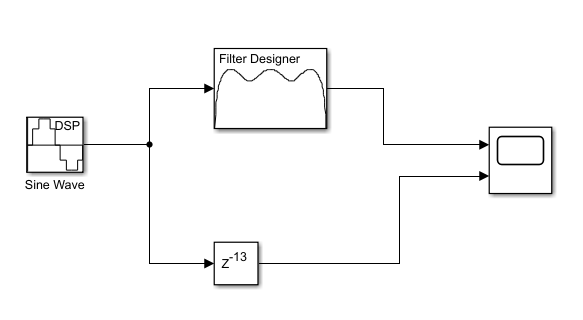 Filter Designer
DSP
Sine Wave
Z-13